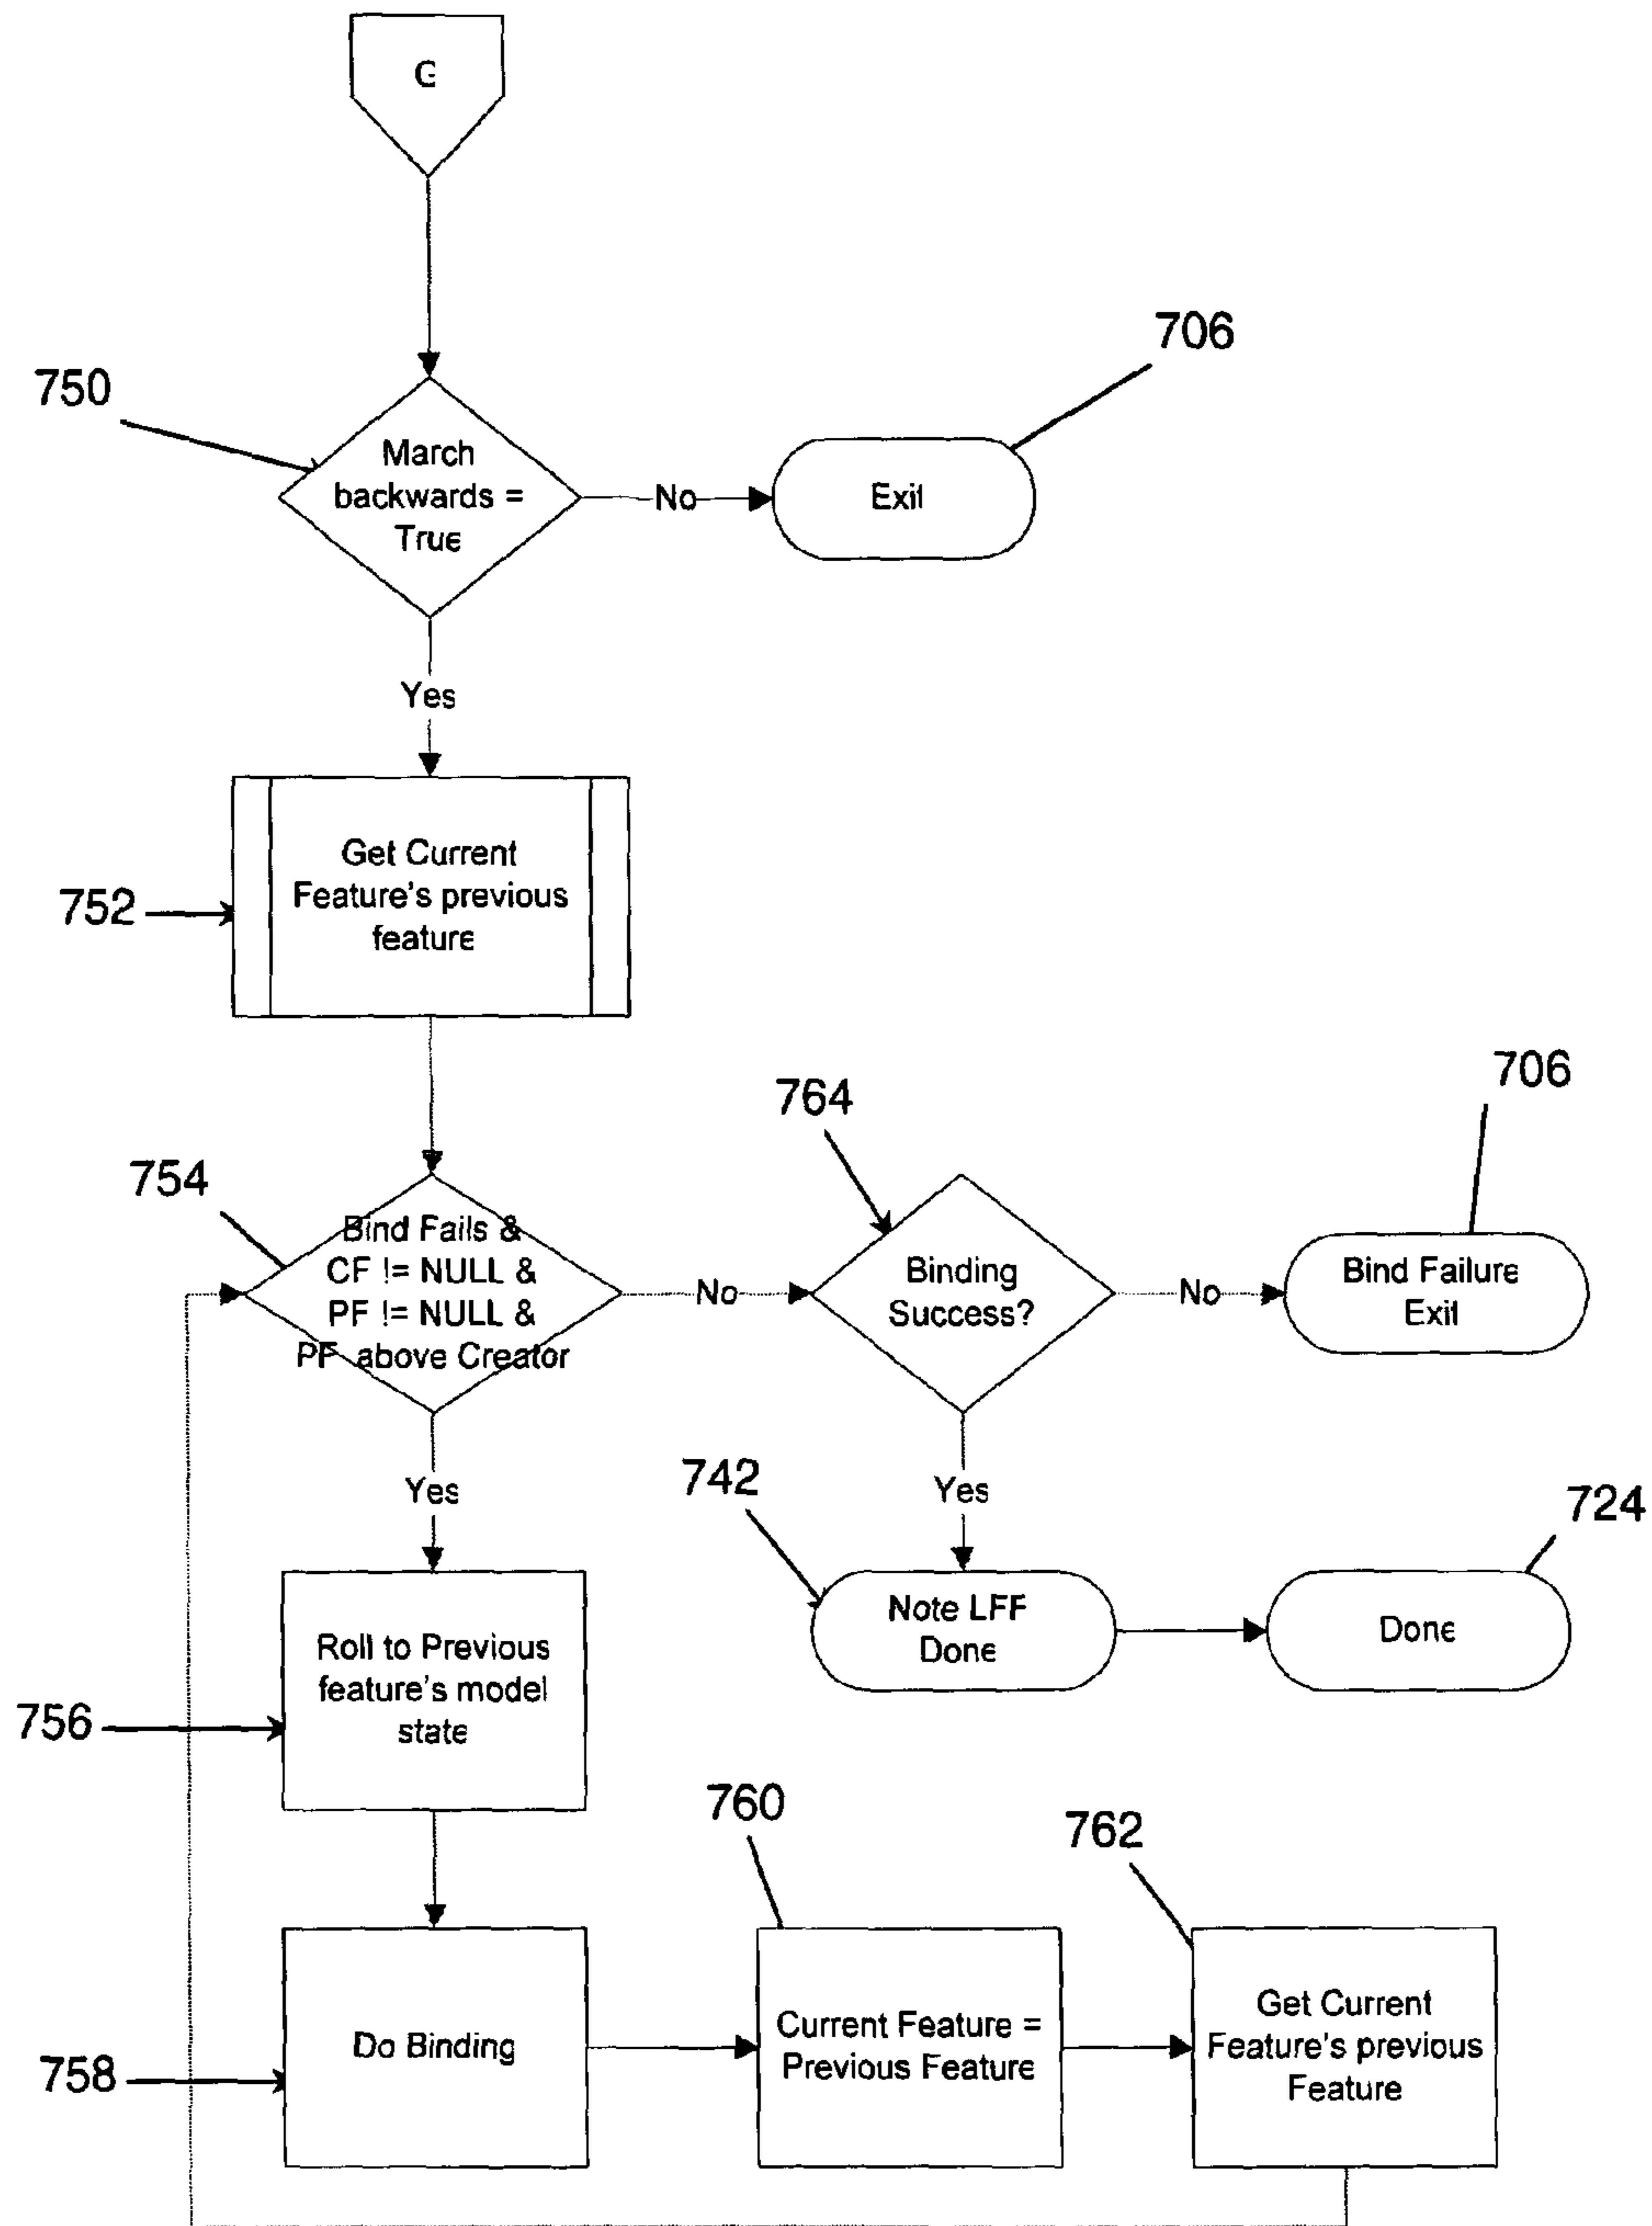 G
706
750
March
backwards =
True
No
Exit
Yes
Get Current
Feature's previous
feature
752
706
764
754
Bind Fails &
CF != NULL &
PF != NULL &
PF above Creator
No
Binding
Success?
No
Bind Failure
Exit
Yes
742
Yes
724
Note LFF
Done
Done
Roll to Previous
feature's model
state
756
760
762
Do Binding
Current Feature =
Previous Feature
Get Current
Feature's previous
Feature
758